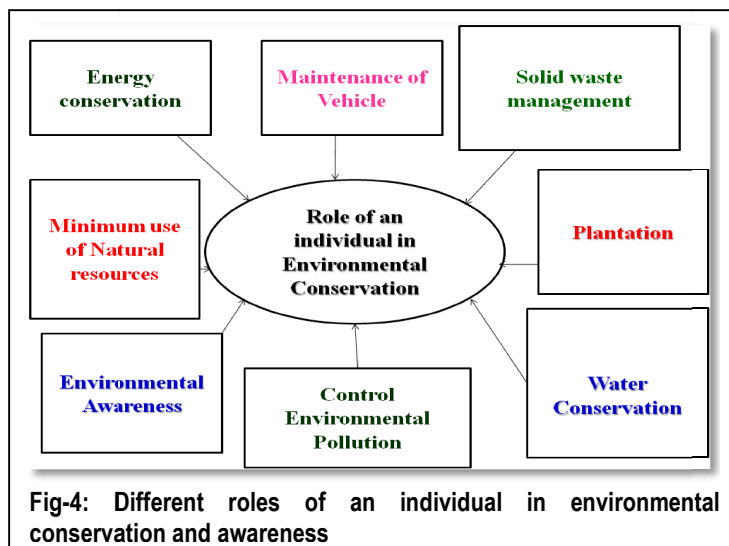 Energy
conservation
Maintenance of
Vehicle
Solid waste
management
Minimum use
of Natural
resources
Role of an
individual in
Environmental
Conservation
Plantation
Environmental
Awareness
Control
Environmental
Pollution
Water
Conservation
Fig-4: Different roles of an individual in environmental
conservation and awareness